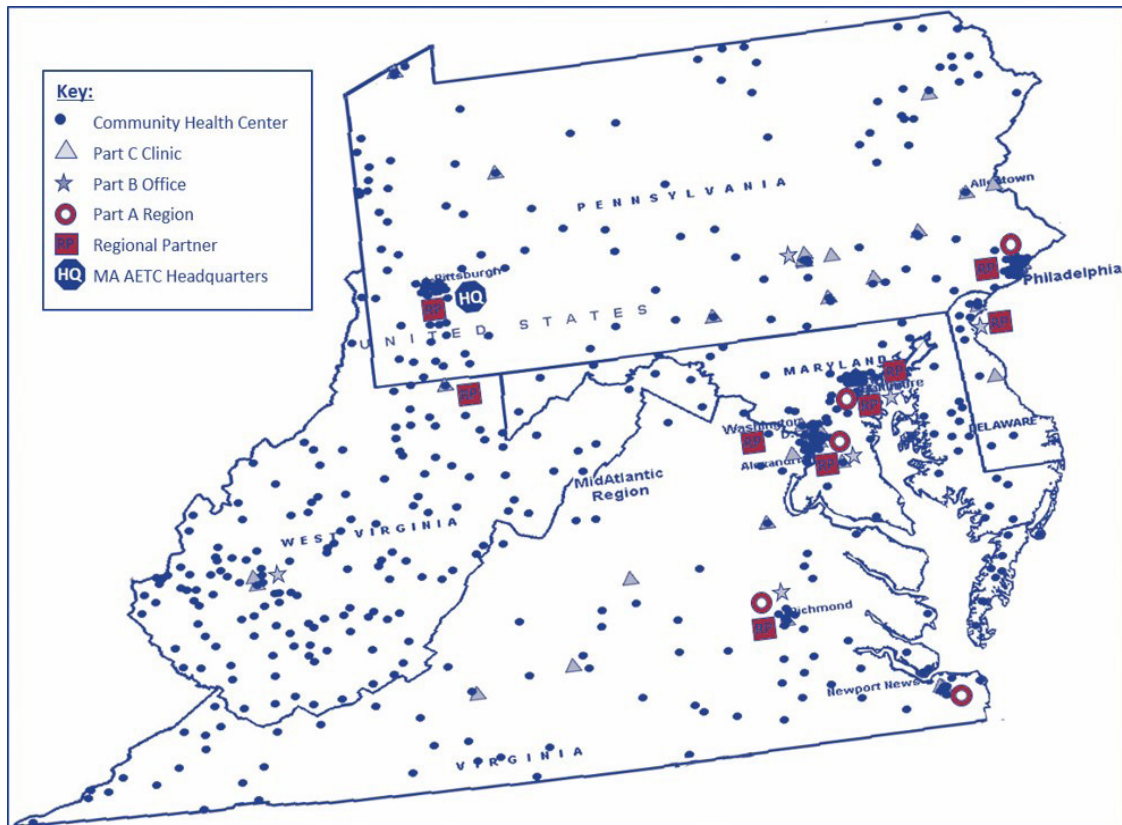 Key:
Community Health Center
Part C Clinic
Part B Office
Part A Region
RP Regional Partner
HQ MA AETC Headquarters
Allentown
PENNSYLVANIA
Pittsburgh
HQ
RP
RP
Philadelphia
UNITED STATES
RP
MARYLAND
RP
RP
RP
Washington
D.
RP
Alexandria
RP
DELAWARE
MidAtlantic
Region
WEST VIRGINIA
Richmond
RP
Newport News
VIRGINIA